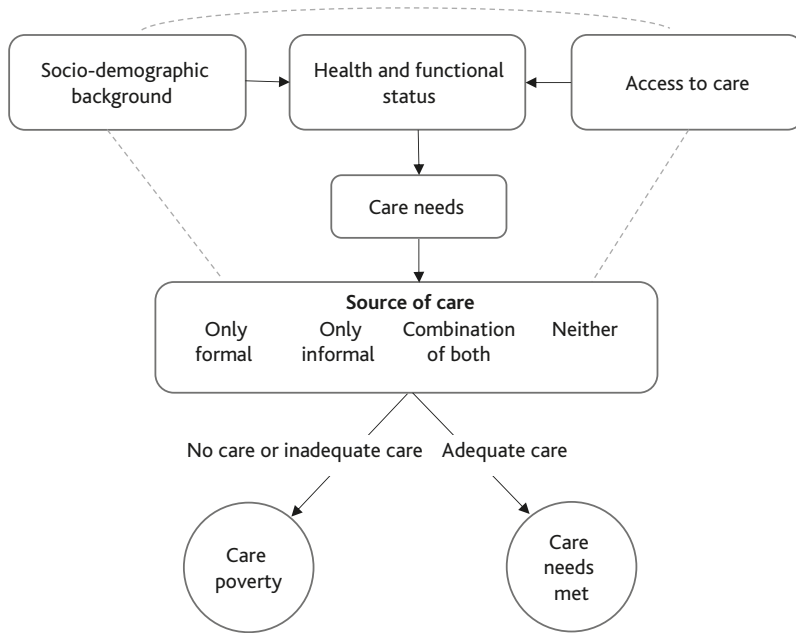 Socio-demographic
background
Health and functional
status
Access to care
Care needs
Source of care
Only
formal
Only
informal
Combination
of both
Neither
No care or inadequate care
Adequate care
Care
poverty
Care
needs
met